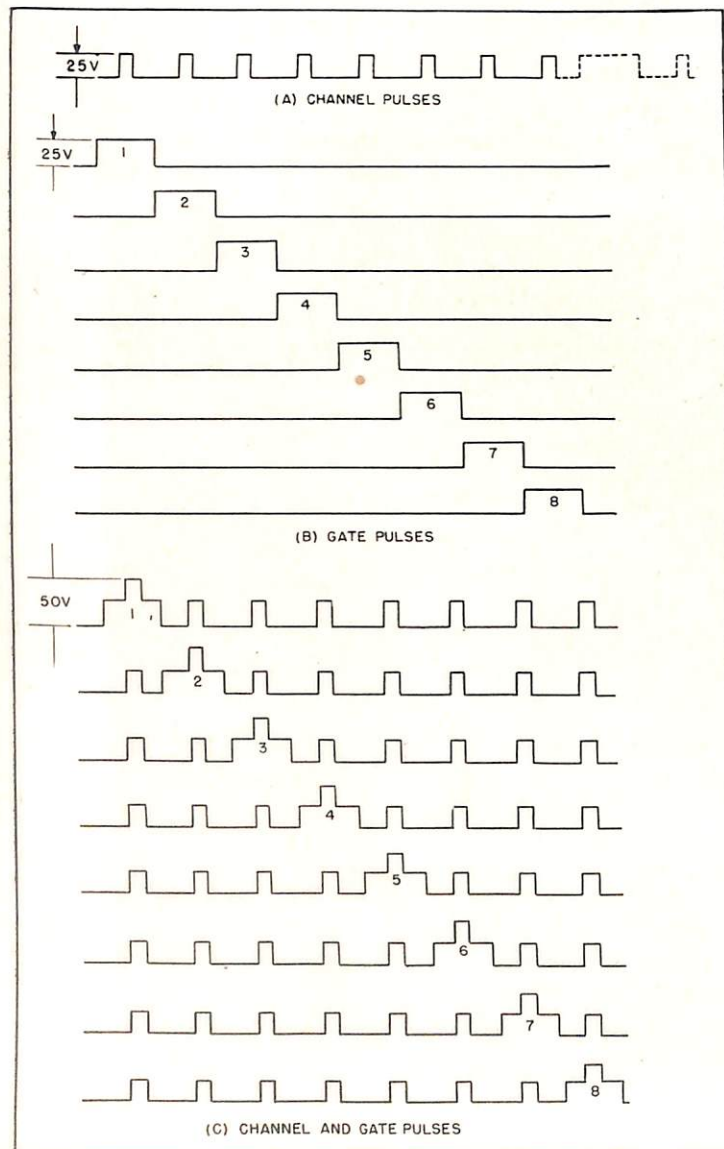 25V
(A) CHANNEL PULSES
25V
1
2
3
4
5
6
7
8
(B) GATE PULSES
50V
1
2
3
4
5
6
7
8
(C) CHANNEL AND GATE PULSES